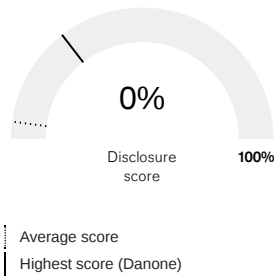 0%
Disclosure 100%
score
Average score
Highest score (Danone)